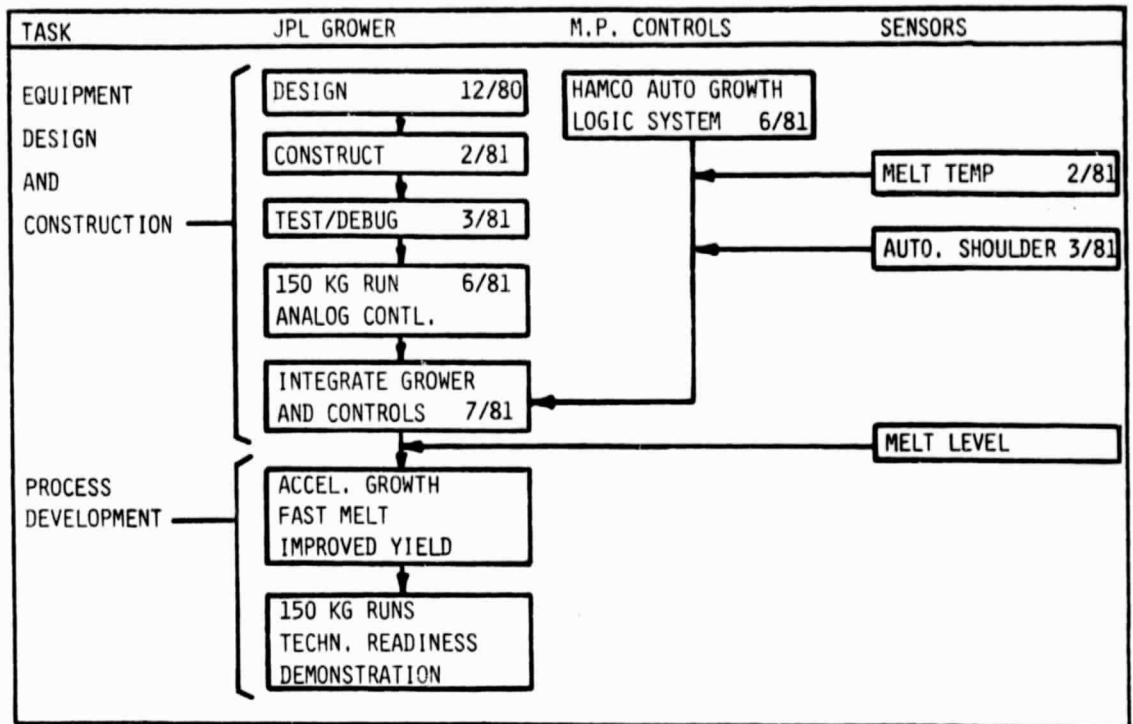 TASK JPL GROWER M.P. CONTROLS SENSORS
EQUIPMENT
DESIGN
AND
CONSTRUCTION
DESIGN 12/80
CONSTRUCT 2/81
TEST/DEBUG 3/81
150 KG RUN 6/81
ANALOG CONTL.
INTEGRATE GROWER
AND CONTROLS 7/81
HAMCO AUTO GROWTH
LOGIC SYSTEM 6/81
MELT TEMP 2/81
AUTO. SHOULDER 3/81
MELT LEVEL
PROCESS
DEVELOPMENT
ACCEL. GROWTH
FAST MELT
IMPROVED YIELD
150 KG RUNS
TECHN. READINESS
DEMONSTRATION